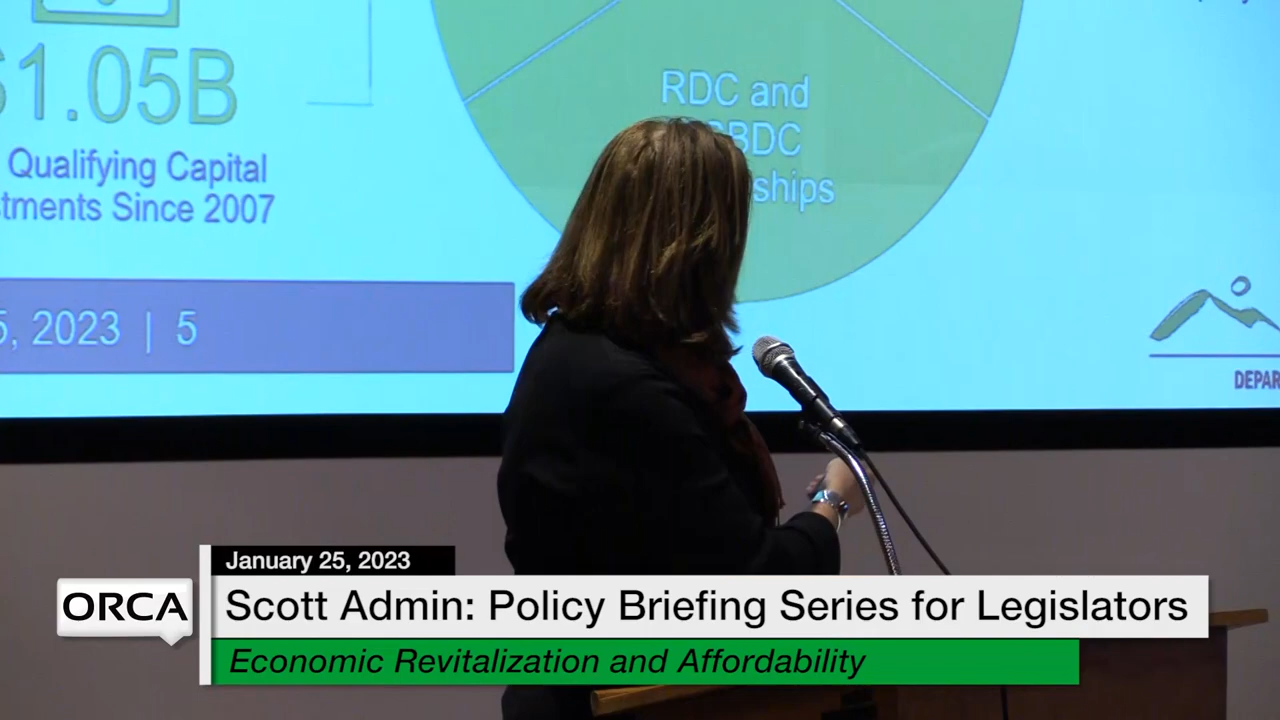 $1.05B
Qualifying Capital
stments Since 2007
5, 2023 | 5
RDC and
BDC
ships
DEPAR
January 25, 2023
ORCA
Scott Admin: Policy Briefing Series for Legislators
Economic Revitalization and Affordability